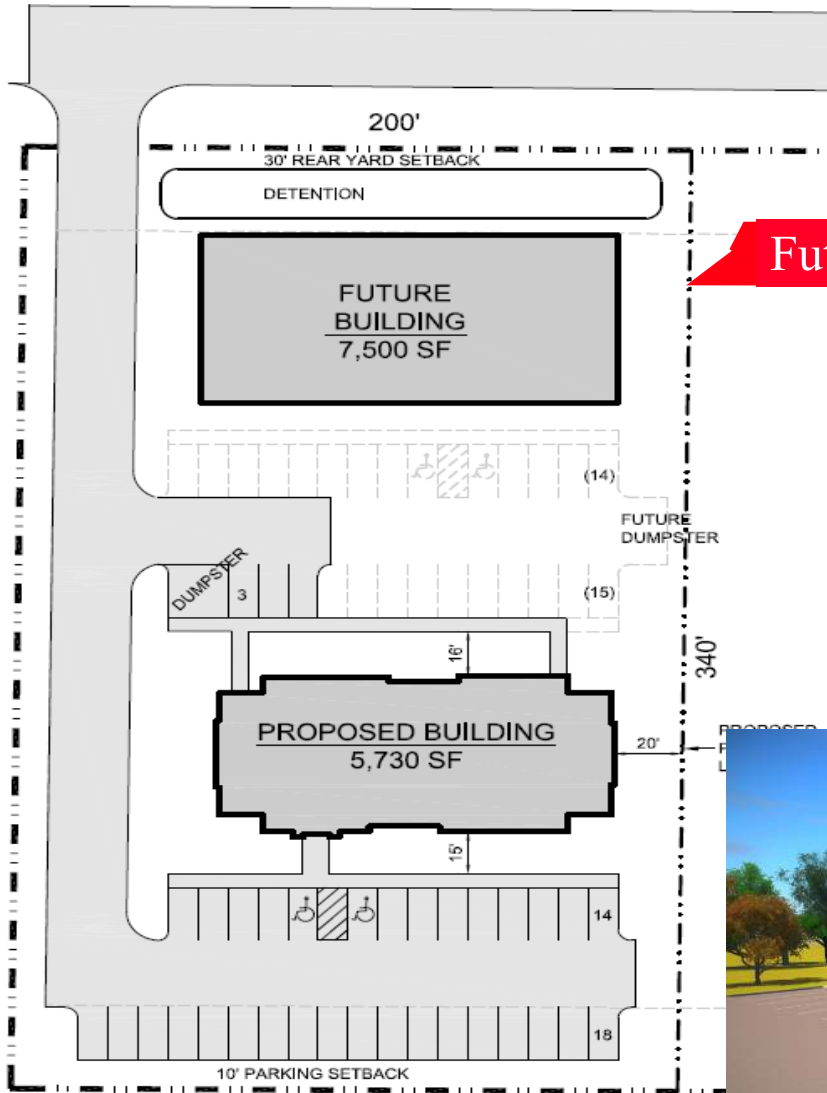 200'
30' REAR YARD SETBACK
DETENTION
FUTURE
BUILDING
7,500 SF
(14)
FUTURE
DUMPSTER
DUMPSTER
3
(15)
16'
340'
PROPOSED BUILDING
5,730 SF
20'
PROPOSED
15'
14
18
10' PARKING SETBACK